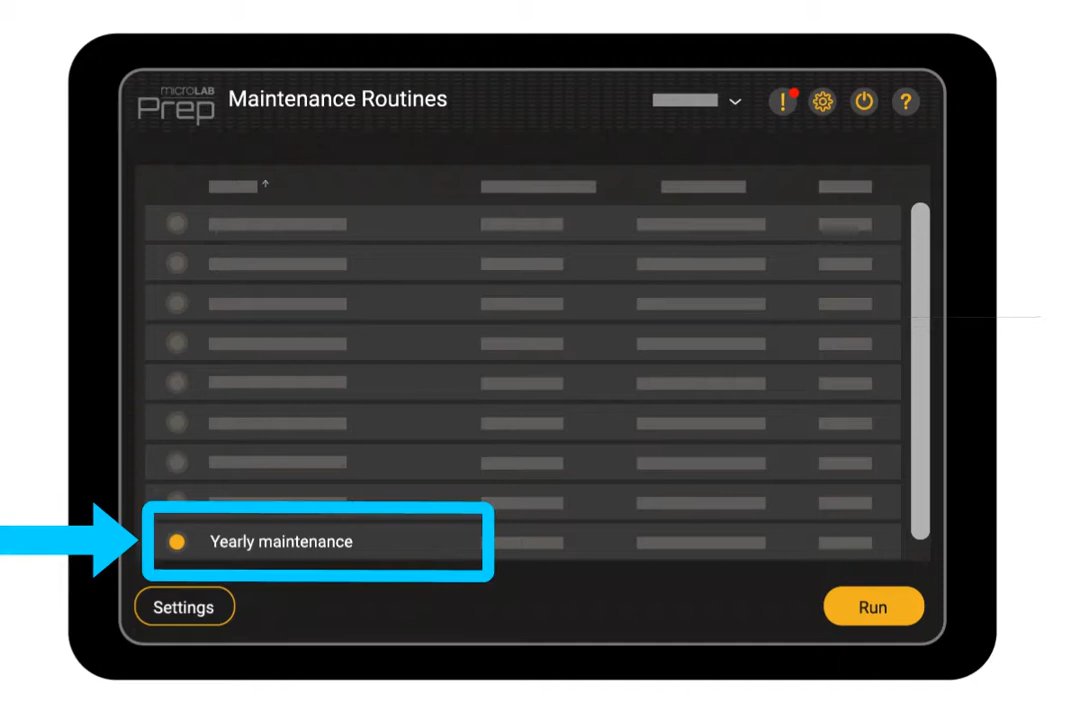 microLAB
Prep
Maintenance Routines
! ?
Yearly maintenance
Settings
Run